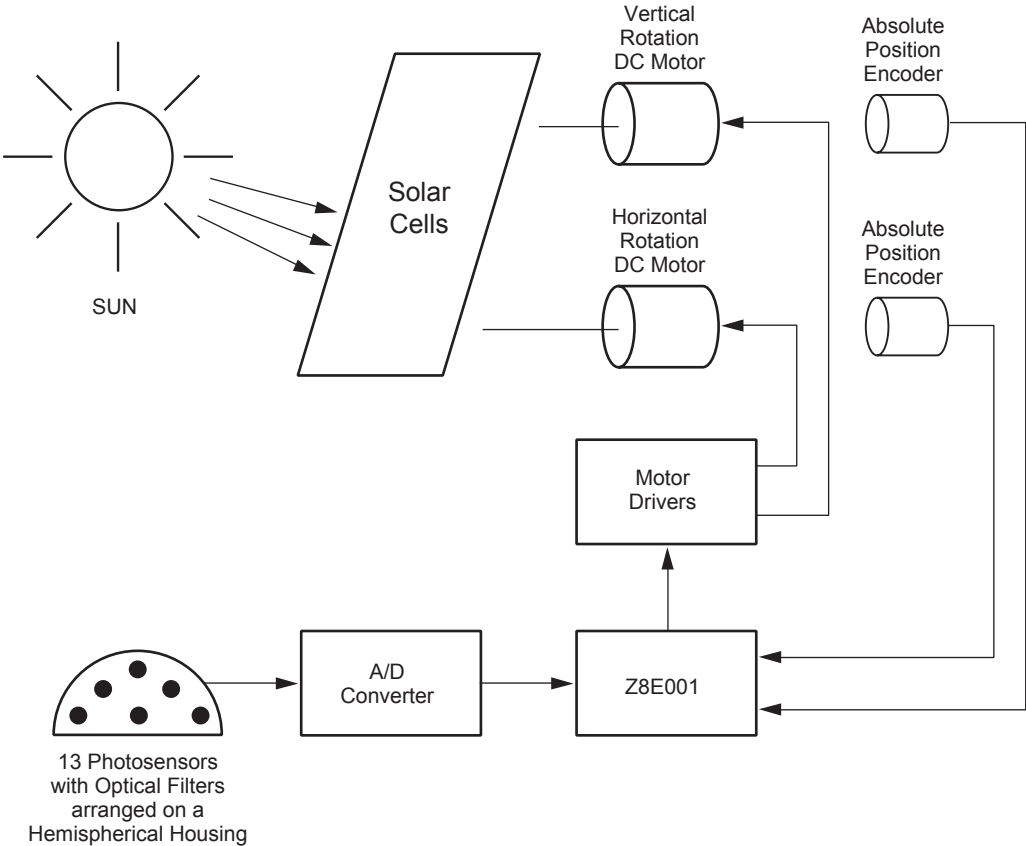 Vertical
Rotation
DC Motor
Absolute
Position
Encoder
Solar
Cells
Horizontal
Rotation
DC Motor
Absolute
Position
Encoder
SUN
Motor
Drivers
A/D
Converter
Z8E001
13 Photosensors
with Optical Filters
arranged on a
Hemispherical Housing